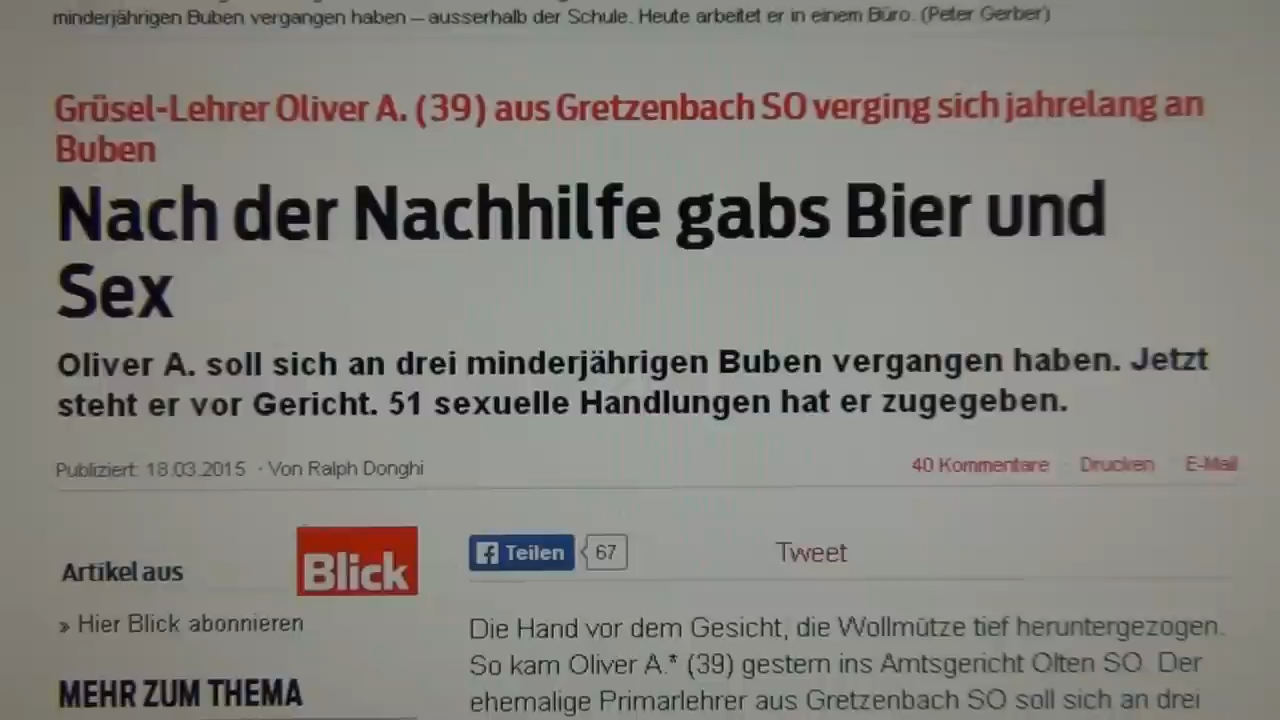 minderjährigen Buben vergangen haben – ausserhalb der Schule. Heute arbeitet er in einem Büro. (Peter Gerber)
Grüsel-Lehrer Oliver A. (39) aus Gretzenbach SO verging sich jahrelang an
Buben
Nach der Nachhilfe gabs Bier und
Sex
Oliver A. soll sich an drei minderjährigen Buben vergangen haben. Jetzt
steht er vor Gericht. 51 sexuelle Handlungen hat er zugegeben.
Publiziert: 18.03.2015 · Von Ralph Donghi
40 Kommentare · Drucken · E-Mail
Artikel aus Blick
» Hier Blick abonnieren
MEHR ZUM THEMA
f Teilen 67 Tweet
Die Hand vor dem Gesicht, die Wollmütze tief heruntergezogen.
So kam Oliver A.* (39) gestern ins Amtsgericht Olten SO. Der
ehemalige Primarlehrer aus Gretzenbach SO soll sich an drei